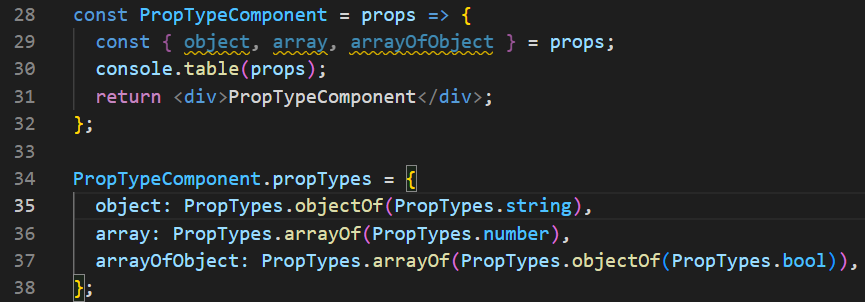 28 const PropTypeComponent = props => {
29   const { object, array, arrayOfObject } = props;
30   console.table(props);
31   return <div>PropTypeComponent</div>;
32 };
33
34 PropTypeComponent.propTypes = {
35   object: PropTypes.objectOf(PropTypes.string),
36   array: PropTypes.arrayOf(PropTypes.number),
37   arrayOfObject: PropTypes.arrayOf(PropTypes.objectOf(PropTypes.bool)),
38 };